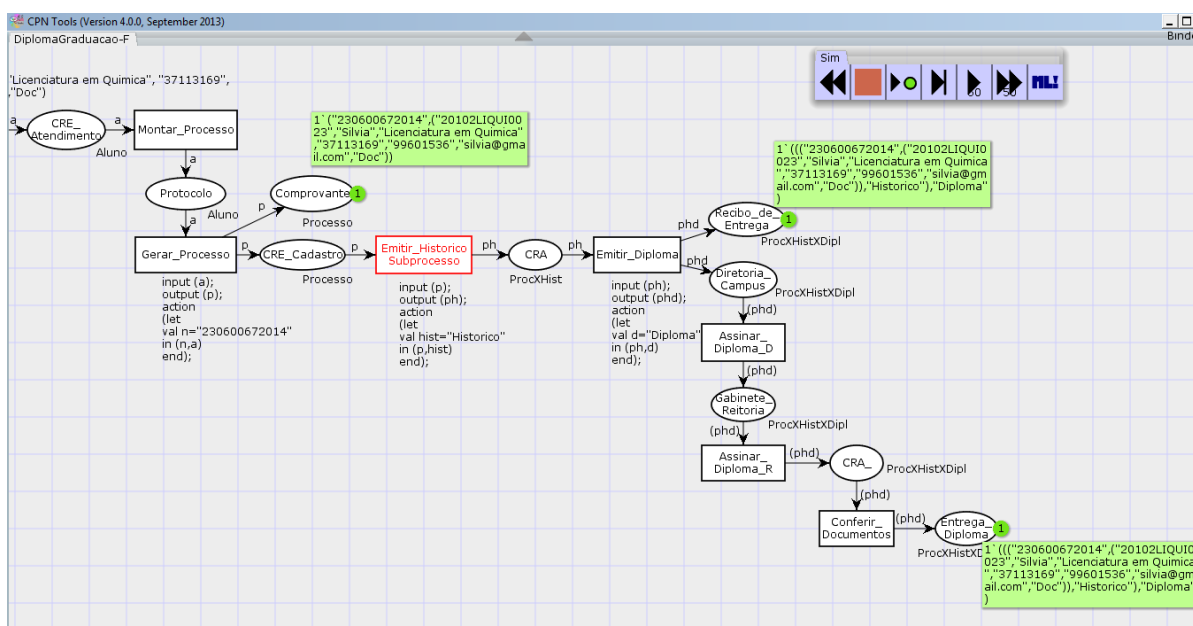 CPN Tools (Version 4.0.0, September 2013)
Binde
DiplomaGraduacao-F
Sim
60
50
ML!
"Licenciatura em Quimica", "37113169",
,"Doc")
a
CRE_
Atendimento
Aluno
a
Montar_Processo
a
Protocolo
Aluno
a
Gerar_Processo
input (a);
output (p);
action
(let
val n="230600672014"
in (n,a)
end);
p
Comprovante
1
Processo
1`("230600672014",("20102LIQUI0
023","Silvia","Licenciatura em Quimica"
,"37113169","99601536","silvia@gma
il.com","Doc"))
p
CRE_Cadastro
Processo
p
Emitir_Historico
Subprocesso
input (p);
output (ph);
action
(let
val hist="Historico"
in (p,hist)
end);
ph
CRA
ProcXHist
ph
Emitir_Diploma
input (ph);
output (phd);
action
(let
val d="Diploma"
in (ph,d)
end);
phd
Recibo_de_
Entrega
1
ProcXHistXDipl
1`((("230600672014",("20102LIQUI0
023","Silvia","Licenciatura em Quimica
","37113169","99601536","silvia@gm
ail.com","Doc")),"Historico"),"Diploma"
)
phd
Diretoria_
Campus
ProcXHistXDipl
(phd)
Assinar_
Diploma_D
(phd)
Gabinete_
Reitoria
ProcXHistXDipl
(phd)
Assinar_
Diploma_R
(phd)
CRA_
ProcXHistXDipl
(phd)
Conferir_
Documentos
(phd)
Entrega_
Diploma
1
ProcXHistXD
1`((("230600672014",("20102LIQUI0
023","Silvia","Licenciatura em Quimica
","37113169","99601536","silvia@gm
ail.com","Doc")),"Historico"),"Diploma"
)